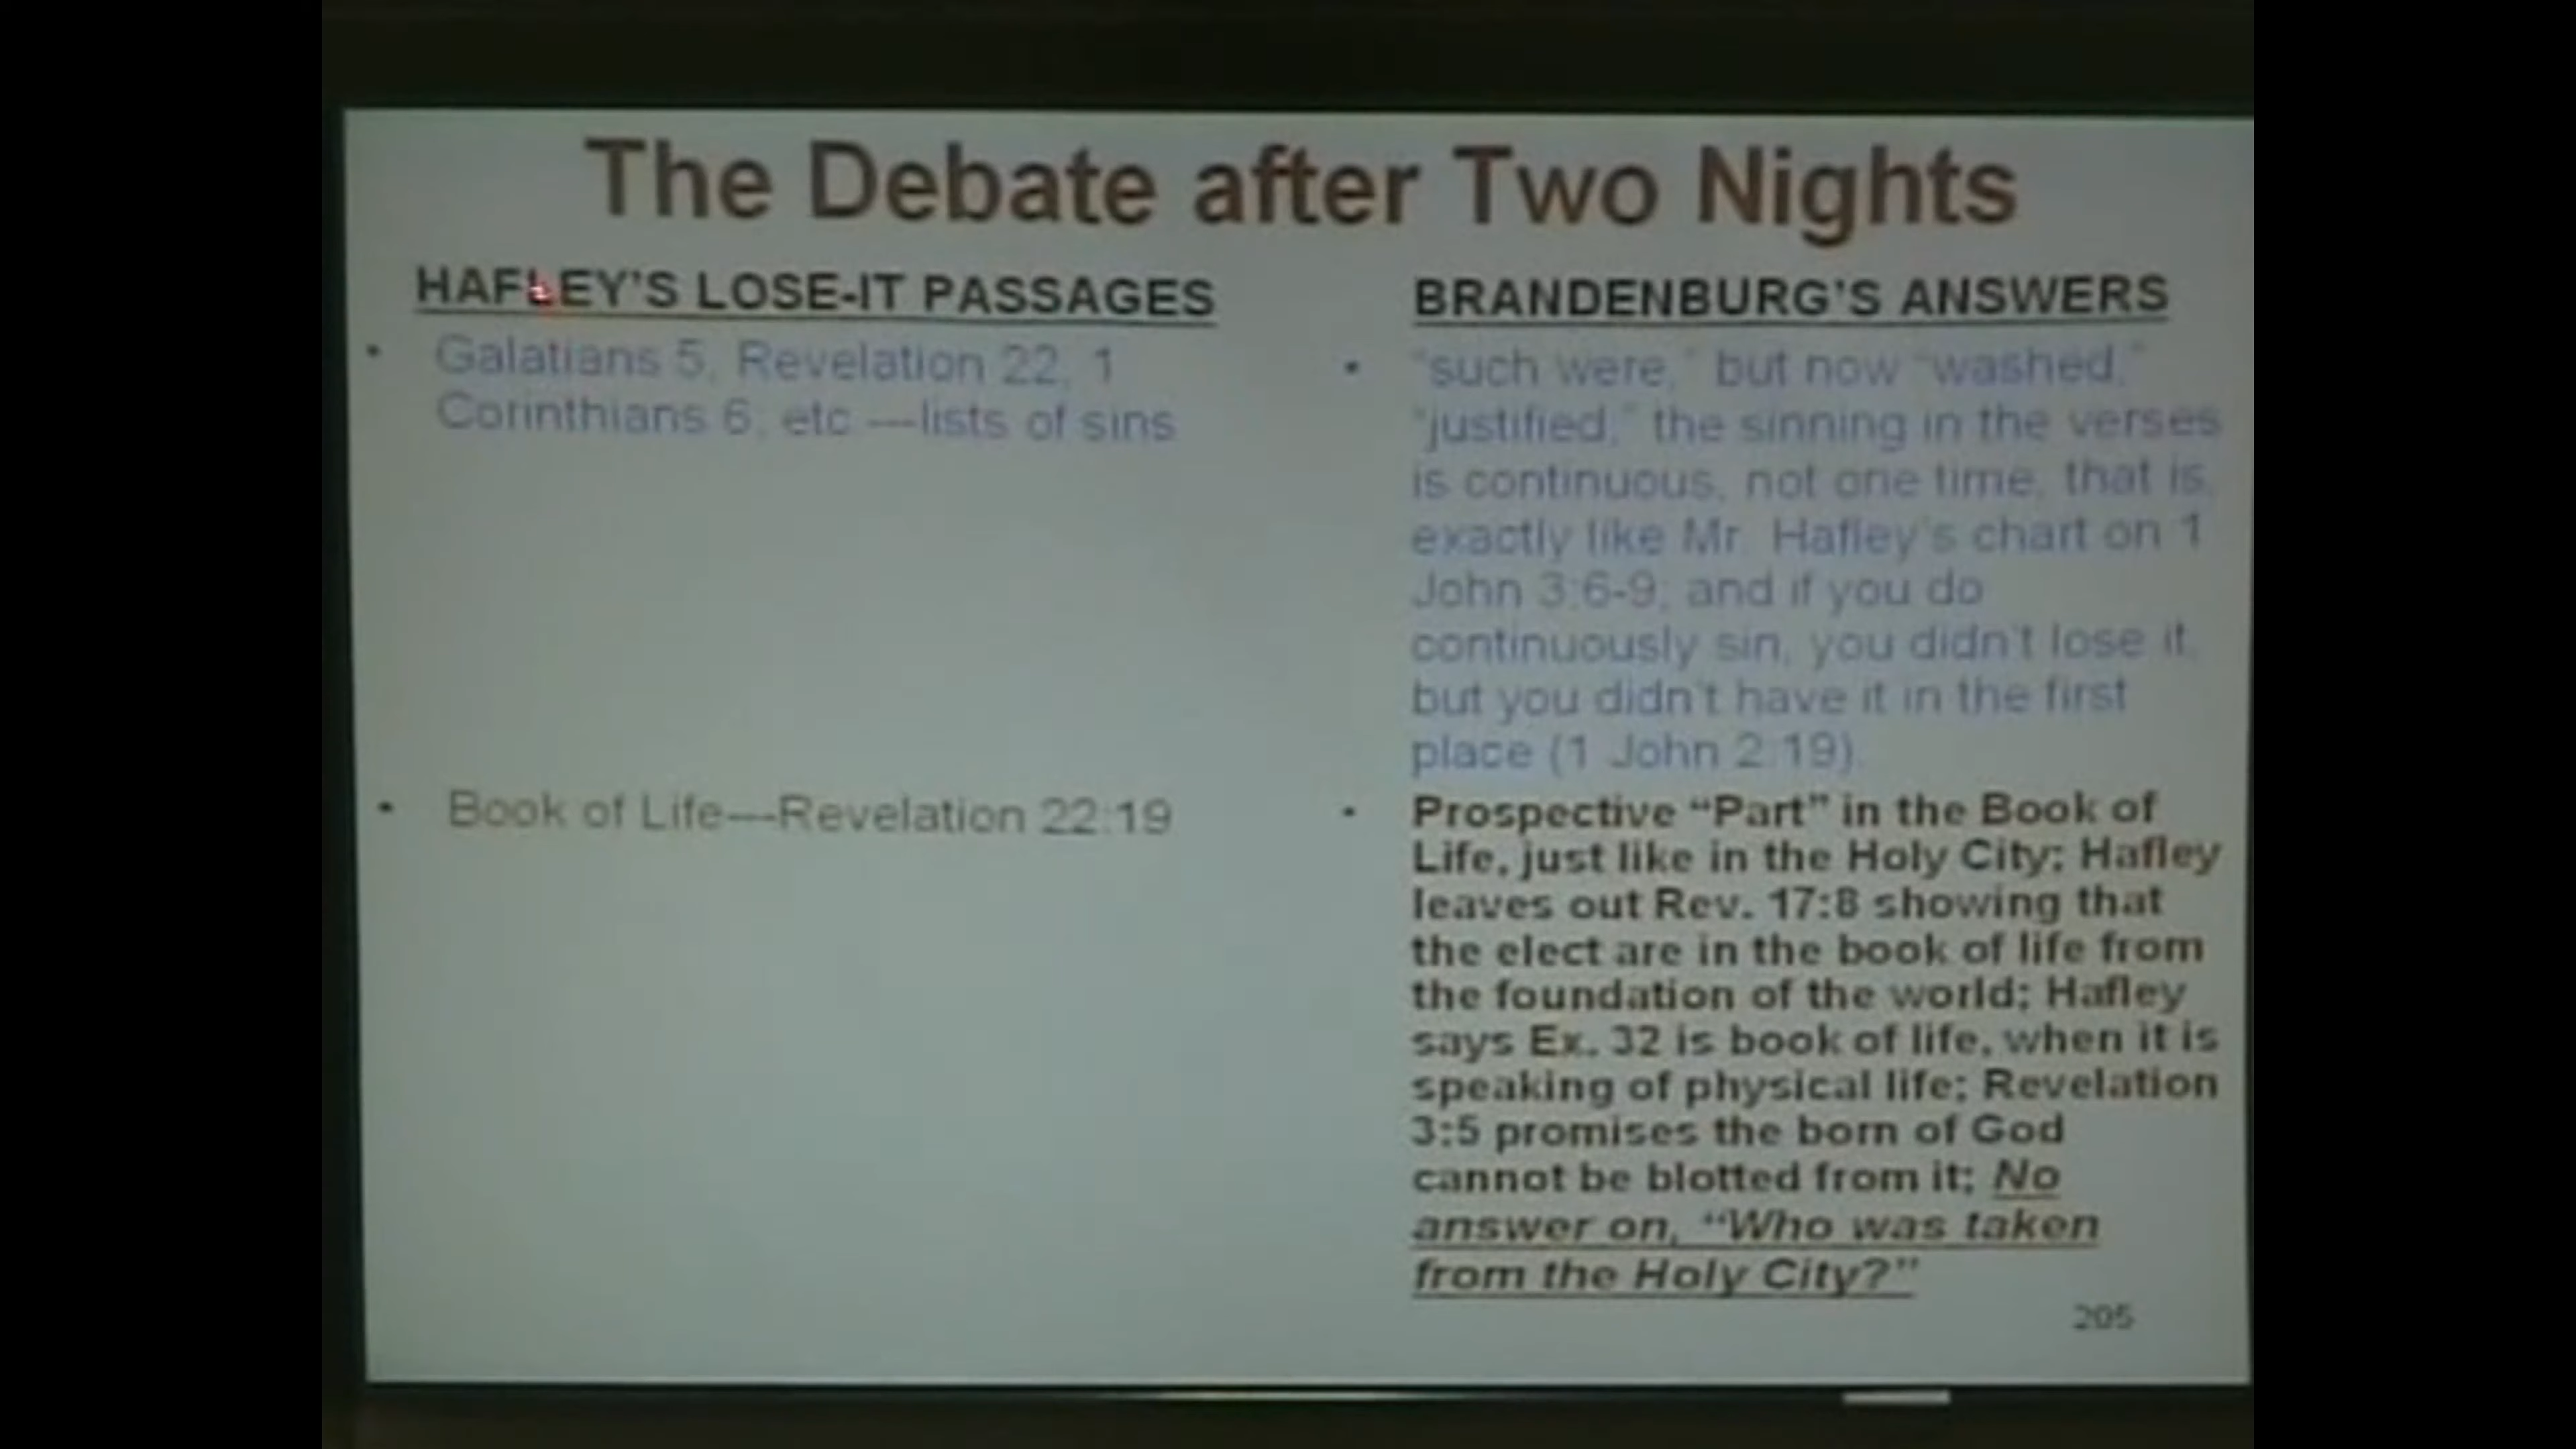 The Debate after Two Nights
HAFLEY'S LOSE-IT PASSAGES
• Galatians 5, Revelation 22, 1
Corinthians 6, etc.—lists of sins
• Book of Life—Revelation 22:19
BRANDENBURG'S ANSWERS
• "such were," but now "washed,"
"justified;" the sinning in the verses
is continuous, not one time, that is,
exactly like Mr. Hafley's chart on 1
John 3:6-9; and if you do
continuously sin, you didn't lose it,
but you didn't have it in the first
place (1 John 2:19).
• Prospective "Part" in the Book of
Life, just like in the Holy City; Hafley
leaves out Rev. 17:8 showing that
the elect are in the book of life from
the foundation of the world; Hafley
says Ex. 32 is book of life, when it is
speaking of physical life; Revelation
3:5 promises the born of God
cannot be blotted from it; No
answer on, "Who was taken
from the Holy City?"
205